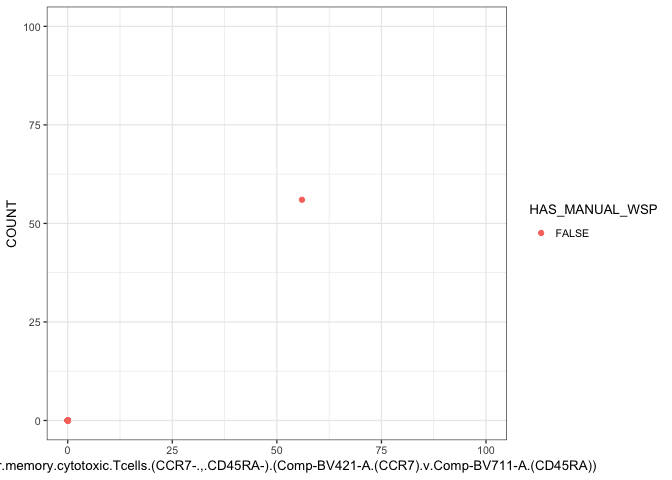 100
75
50
25
0
COUNT
0 25 50 75 100
r.memory.cytotoxic.Tcells.(CCR7-.,.CD45RA-).(Comp-BV421-A.(CCR7).v.Comp-BV711-A.(CD45RA))
HAS_MANUAL_WSP
FALSE